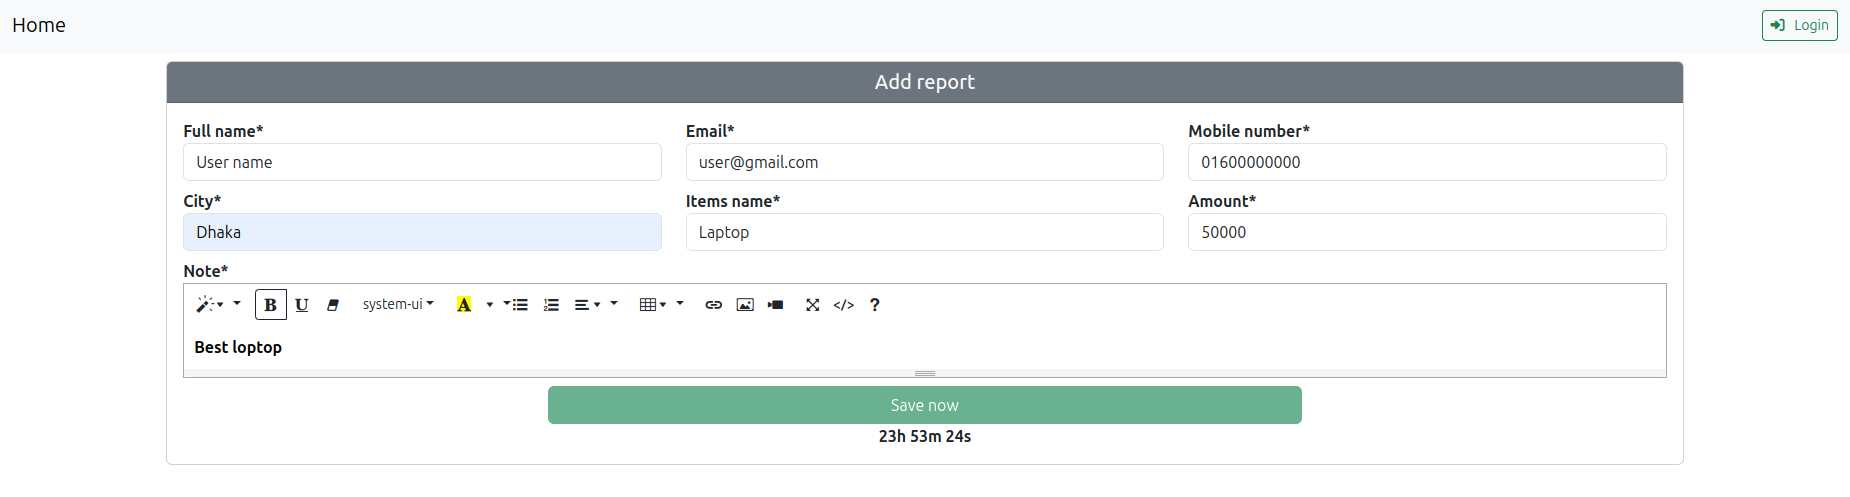 Home
Login
Add report
Full name*
Email*
Mobile number*
User name
user@gmail.com
01600000000
City*
Items name*
Amount*
Dhaka
Laptop
50000
Note*
B U system-ui A </> ?
Best loptop
Save now
23h 53m 24s